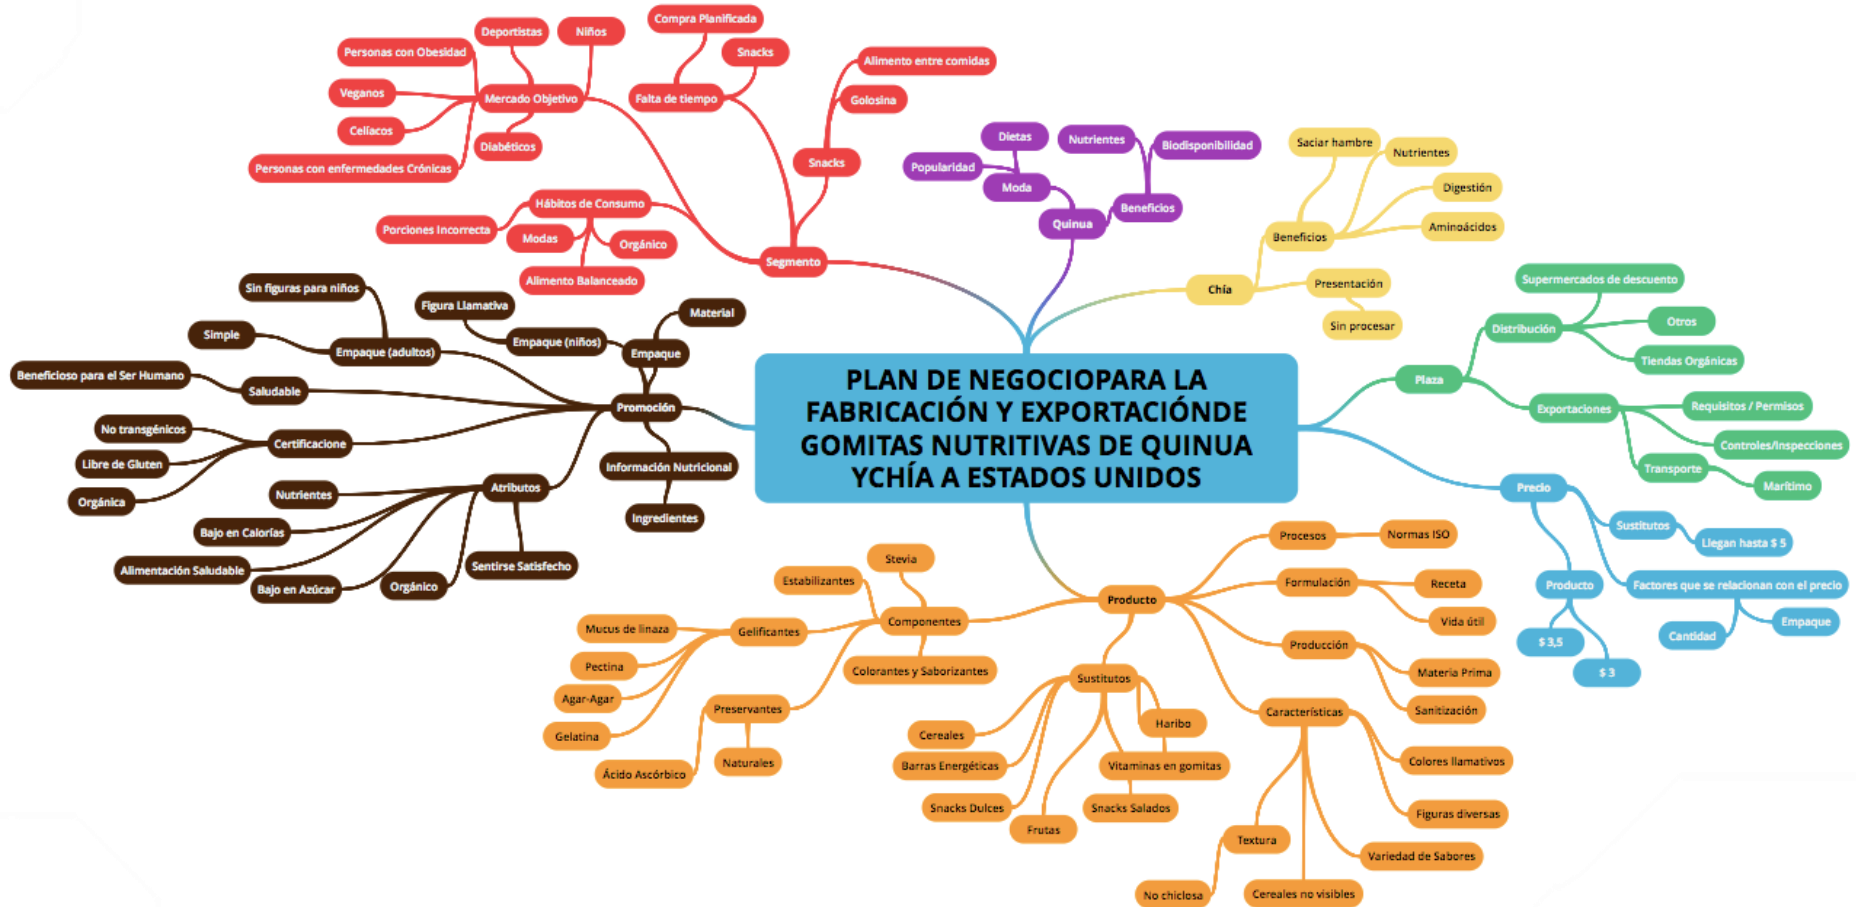 PLAN DE NEGOCIOPARA LA
FABRICACIÓN Y EXPORTACIÓNDE
GOMITAS NUTRITIVAS DE QUINUA
YCHÍA A ESTADOS UNIDOS
Segmento
Mercado Objetivo
Personas con Obesidad
Deportistas
Niños
Veganos
Celíacos
Personas con enfermedades Crónicas
Diabéticos
Falta de tiempo
Compra Planificada
Snacks
Snacks
Alimento entre comidas
Golosina
Hábitos de Consumo
Porciones Incorrecta
Modas
Orgánico
Alimento Balanceado
Quinua
Moda
Popularidad
Dietas
Beneficios
Nutrientes
Biodisponibilidad
Chía
Beneficios
Saciar hambre
Nutrientes
Digestión
Aminoácidos
Presentación
Sin procesar
Plaza
Distribución
Supermercados de descuento
Otros
Tiendas Orgánicas
Exportaciones
Requisitos / Permisos
Controles/Inspecciones
Transporte
Marítimo
Precio
Sustitutos
Llegan hasta $ 5
Producto
$ 3,5
$ 3
Factores que se relacionan con el precio
Cantidad
Empaque
Producto
Procesos
Normas ISO
Formulación
Receta
Vida útil
Producción
Materia Prima
Sanitización
Características
Colores llamativos
Figuras diversas
Variedad de Sabores
Cereales no visibles
Textura
No chiclosa
Sustitutos
Cereales
Barras Energéticas
Snacks Dulces
Frutas
Haribo
Vitaminas en gomitas
Snacks Salados
Componentes
Stevia
Estabilizantes
Colorantes y Saborizantes
Gelificantes
Mucus de linaza
Pectina
Agar-Agar
Gelatina
Preservantes
Ácido Ascórbico
Naturales
Promoción
Empaque
Material
Empaque (niños)
Figura Llamativa
Empaque (adultos)
Sin figuras para niños
Simple
Saludable
Beneficioso para el Ser Humano
Certificacione
No transgénicos
Libre de Gluten
Orgánica
Atributos
Nutrientes
Bajo en Calorías
Alimentación Saludable
Bajo en Azúcar
Orgánico
Sentirse Satisfecho
Información Nutricional
Ingredientes